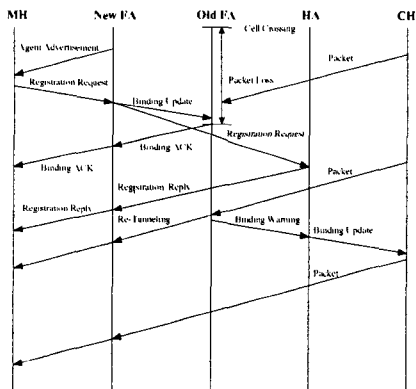 MH New FA Old FA HA CH
Cell Crossing
Agent Advertisement
Packet
Registration Request
Packet Loss
Binding Update
Registration Request
Binding ACK
Binding ACK
Packet
Registration Reply
Registration Reply
Re-Tunneling
Binding Warning
Binding Update
Packet